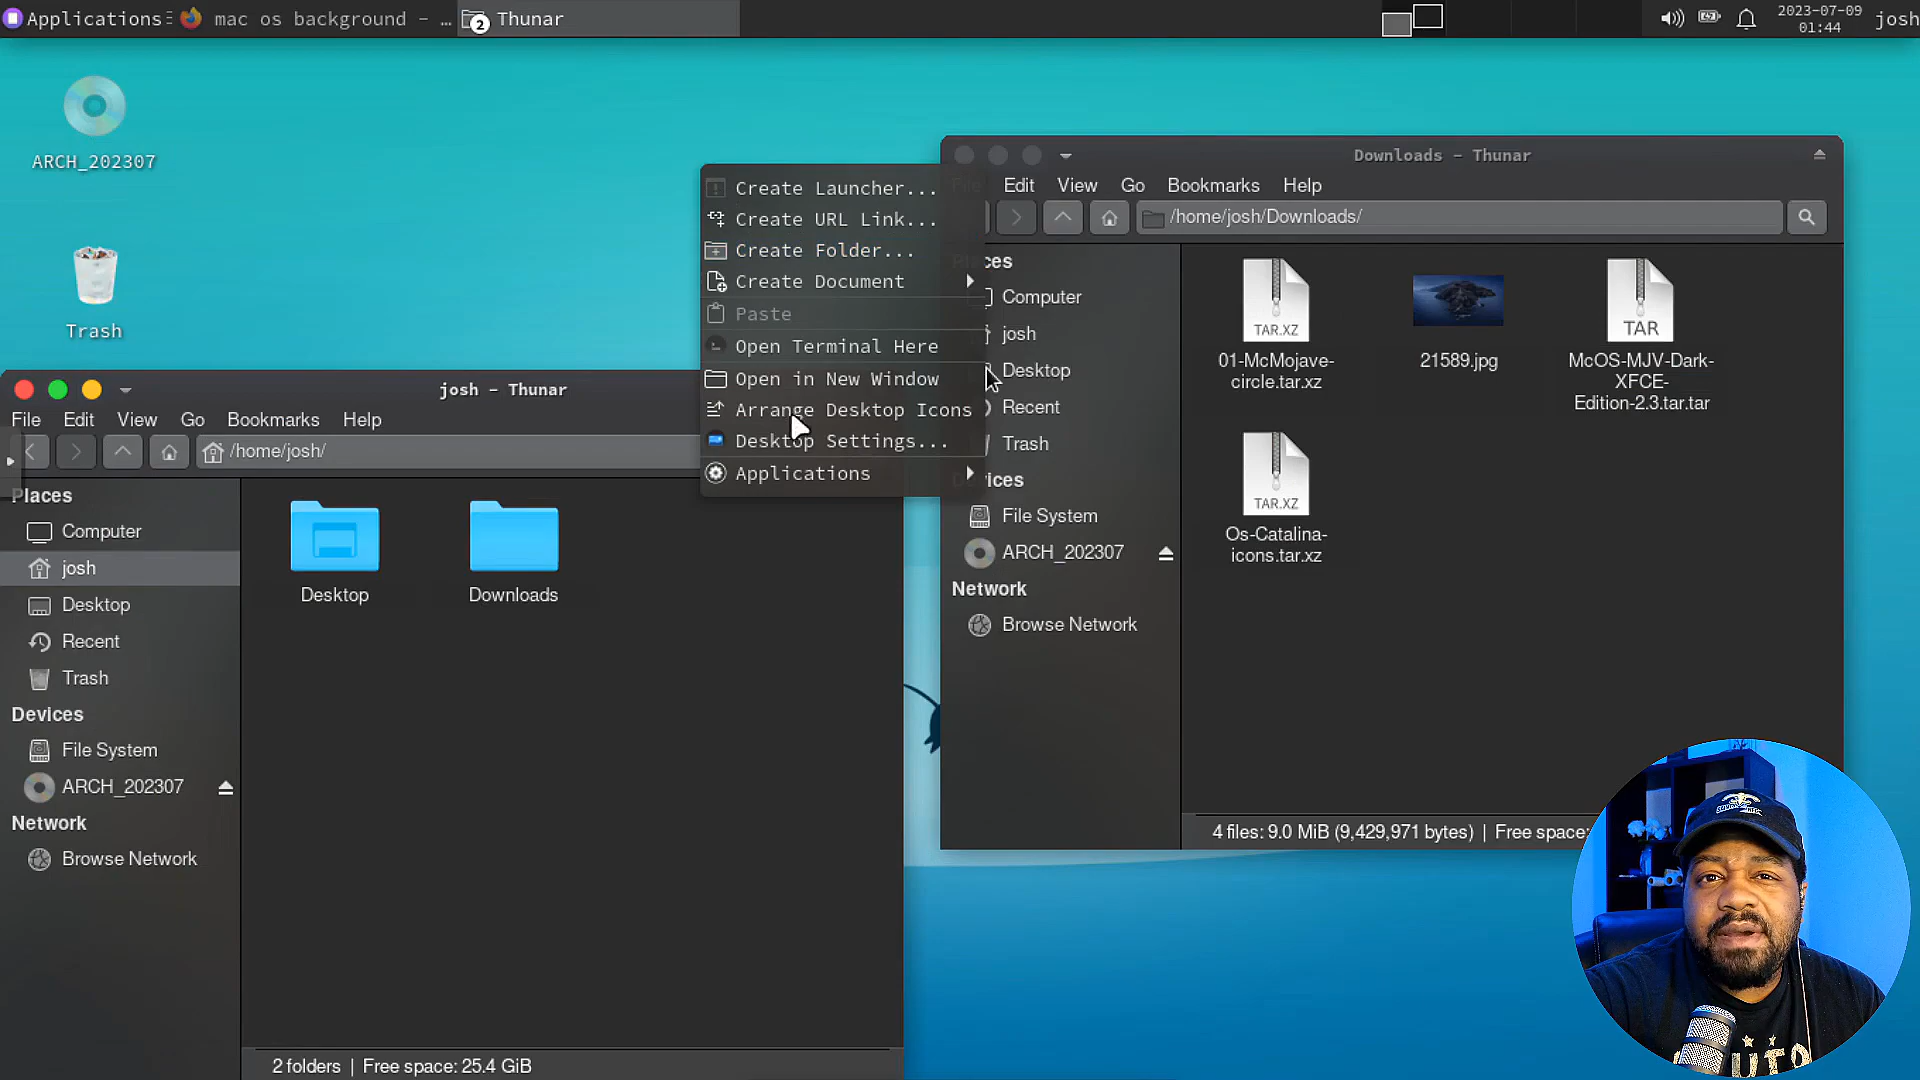 Applications
mac os background - ...
2
Thunar
2023-07-09
01:44
josh
ARCH_202307
Trash
Create Launcher...
Create URL Link...
Create Folder...
Create Document
Paste
Open Terminal Here
Open in New Window
Arrange Desktop Icons
Desktop Settings...
Applications
Downloads - Thunar
Edit View Go Bookmarks Help
/home/josh/Downloads/
Computer
josh
Desktop
Recent
Trash
File System
ARCH_202307
Network
Browse Network
TAR.XZ
01-McMojave-
circle.tar.xz
21589.jpg
TAR
McOS-MJV-Dark-
XFCE-
Edition-2.3.tar.tar
TAR.XZ
Os-Catalina-
icons.tar.xz
4 files: 9.0 MiB (9,429,971 bytes) | Free space:
josh - Thunar
File Edit View Go Bookmarks Help
/home/josh/
Places
Computer
josh
Desktop
Recent
Trash
Devices
File System
ARCH_202307
Network
Browse Network
Desktop
Downloads
2 folders | Free space: 25.4 GiB